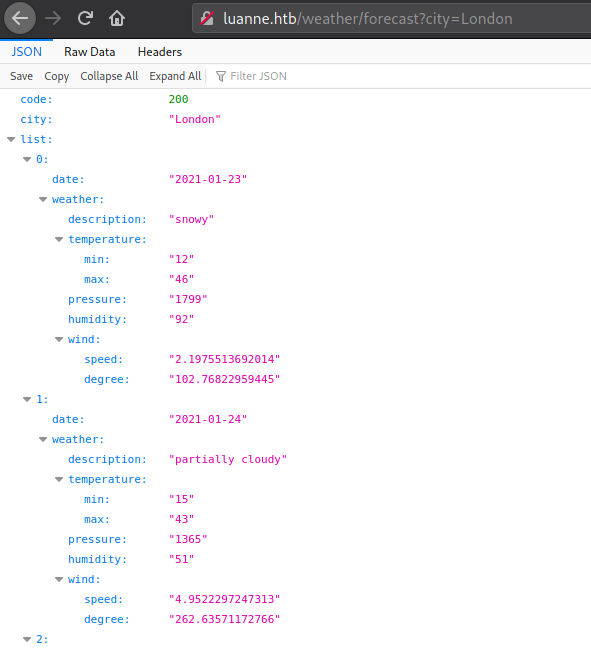 luanne.htb/weather/forecast?city=London
JSON Raw Data Headers
Save Copy Collapse All Expand All Filter JSON
code: 200
city: "London"
list:
0:
date: "2021-01-23"
weather:
description: "snowy"
temperature:
min: "12"
max: "46"
pressure: "1799"
humidity: "92"
wind:
speed: "2.1975513692014"
degree: "102.76822959445"
1:
date: "2021-01-24"
weather:
description: "partially cloudy"
temperature:
min: "15"
max: "43"
pressure: "1365"
humidity: "51"
wind:
speed: "4.9522297247313"
degree: "262.63571172766"
2: